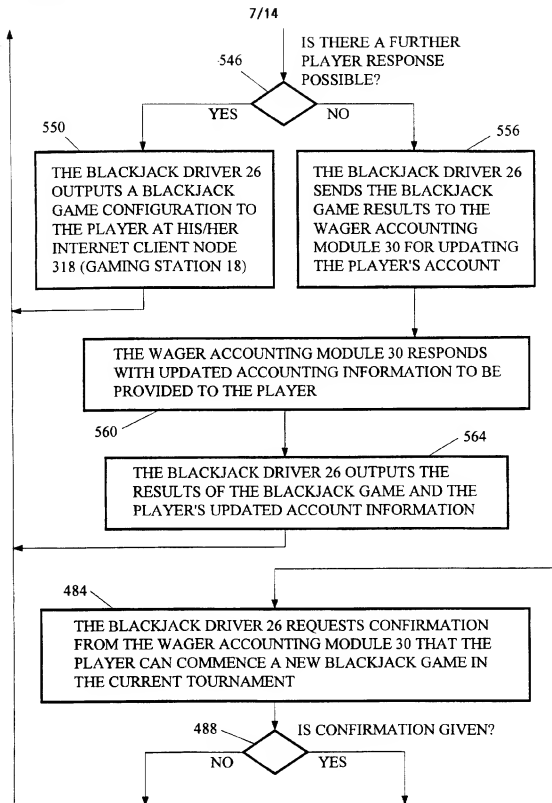 7/14
IS THERE A FURTHER
PLAYER RESPONSE
POSSIBLE?
546
YES
NO
550
THE BLACKJACK DRIVER 26
OUTPUTS A BLACKJACK
GAME CONFIGURATION TO
THE PLAYER AT HIS/HER
INTERNET CLIENT NODE
318 (GAMING STATION 18)
556
THE BLACKJACK DRIVER 26
SENDS THE BLACKJACK
GAME RESULTS TO THE
WAGER ACCOUNTING
MODULE 30 FOR UPDATING
THE PLAYER'S ACCOUNT
THE WAGER ACCOUNTING MODULE 30 RESPONDS
WITH UPDATED ACCOUNTING INFORMATION TO BE
PROVIDED TO THE PLAYER
560
564
THE BLACKJACK DRIVER 26 OUTPUTS THE
RESULTS OF THE BLACKJACK GAME AND THE
PLAYER'S UPDATED ACCOUNT INFORMATION
484
THE BLACKJACK DRIVER 26 REQUESTS CONFIRMATION
FROM THE WAGER ACCOUNTING MODULE 30 THAT THE
PLAYER CAN COMMENCE A NEW BLACKJACK GAME IN
THE CURRENT TOURNAMENT
488
IS CONFIRMATION GIVEN?
NO
YES